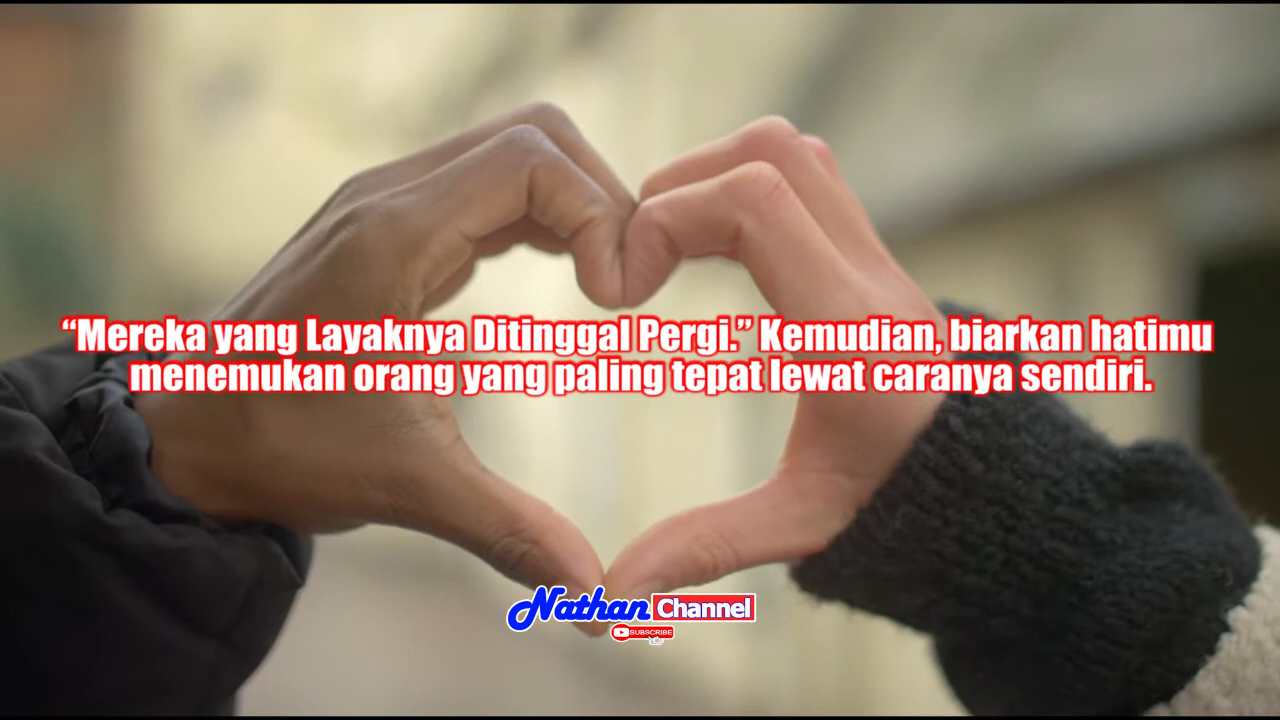 “Mereka yang Layaknya Ditinggal Pergi.” Kemudian, biarkan hatimu
menemukan orang yang paling tepat lewat caranya sendiri.
Nathan Channel
SUBSCRIBE